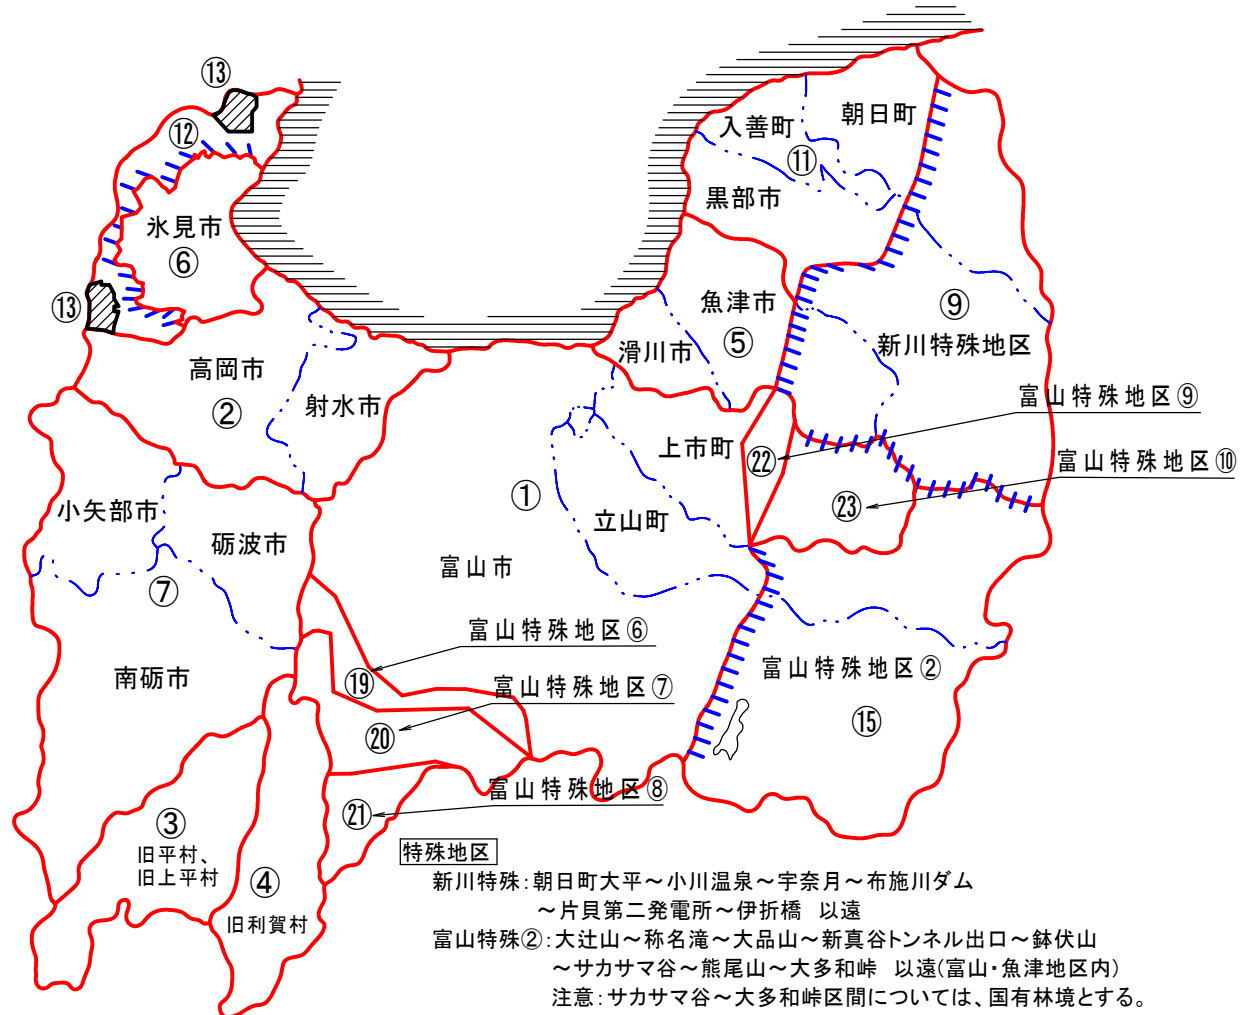 ⑬
⑫
氷見市
⑥
⑬
入善町
朝日町
⑪
黒部市
魚津市
⑤
滑川市
⑨
新川特殊地区
高岡市
②
射水市
富山特殊地区⑨
上市町
㉒
富山特殊地区⑩
㉓
①
立山町
小矢部市
砺波市
⑦
富山市
南砺市
富山特殊地区⑥
⑲
富山特殊地区⑦
⑳
富山特殊地区②
⑮
富山特殊地区⑧
㉑
③
旧平村、
旧上平村
④
旧利賀村
特殊地区
新川特殊:朝日町大平~小川温泉~宇奈月~布施川ダム
~片貝第二発電所~伊折橋 以遠
富山特殊②:大辻山~称名滝~大品山~新真谷トンネル出口~鉢伏山
~サカサマ谷~熊尾山~大多和峠 以遠(富山・魚津地区内)
注意:サカサマ谷~大多和峠区間については、国有林境とする。